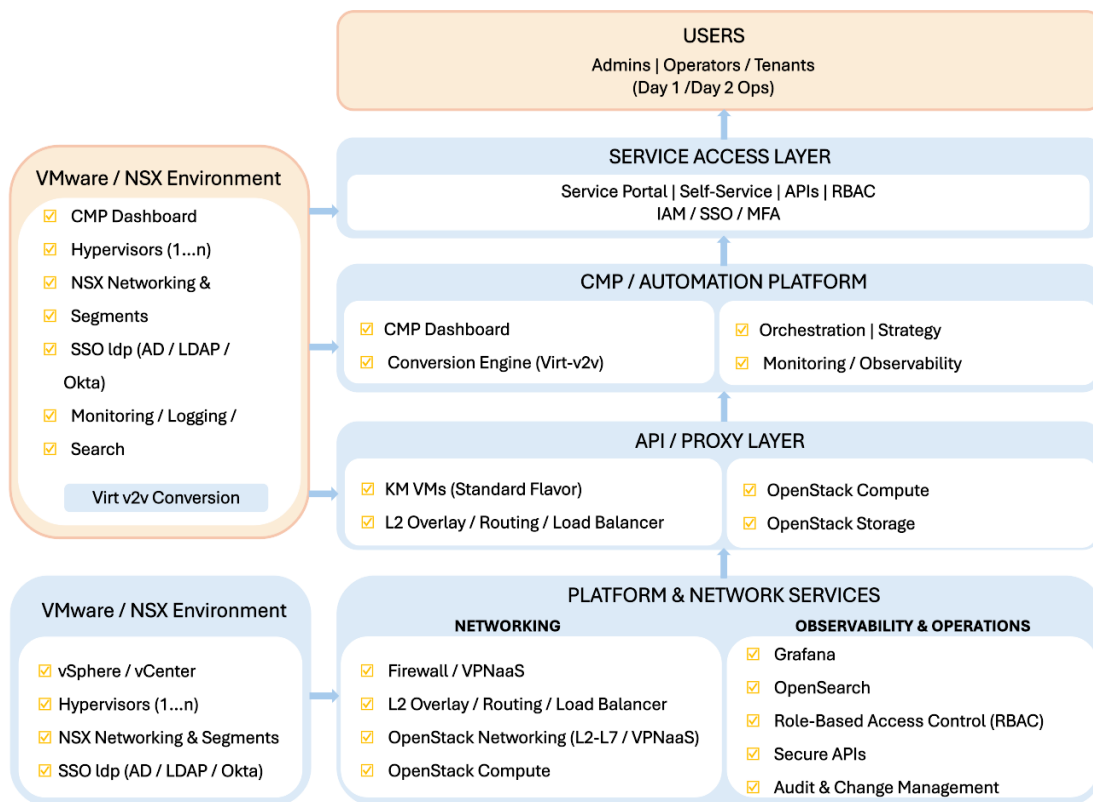 USERS
Admins | Operators / Tenants
(Day 1 /Day 2 Ops)
VMware / NSX Environment
CMP Dashboard
Hypervisors (1...n)
NSX Networking &
Segments
SSO ldp (AD / LDAP /
Okta)
Monitoring / Logging /
Search
Virt v2v Conversion
SERVICE ACCESS LAYER
Service Portal | Self-Service | APIs | RBAC
IAM / SSO / MFA
CMP / AUTOMATION PLATFORM
CMP Dashboard
Conversion Engine (Virt-v2v)
Orchestration | Strategy
Monitoring / Observability
API / PROXY LAYER
KM VMs (Standard Flavor)
L2 Overlay / Routing / Load Balancer
OpenStack Compute
OpenStack Storage
VMware / NSX Environment
vSphere / vCenter
Hypervisors (1...n)
NSX Networking & Segments
SSO ldp (AD / LDAP / Okta)
PLATFORM & NETWORK SERVICES
NETWORKING
Firewall / VPNaaS
L2 Overlay / Routing / Load Balancer
OpenStack Networking (L2-L7 / VPNaaS)
OpenStack Compute
OBSERVABILITY & OPERATIONS
Grafana
OpenSearch
Role-Based Access Control (RBAC)
Secure APIs
Audit & Change Management